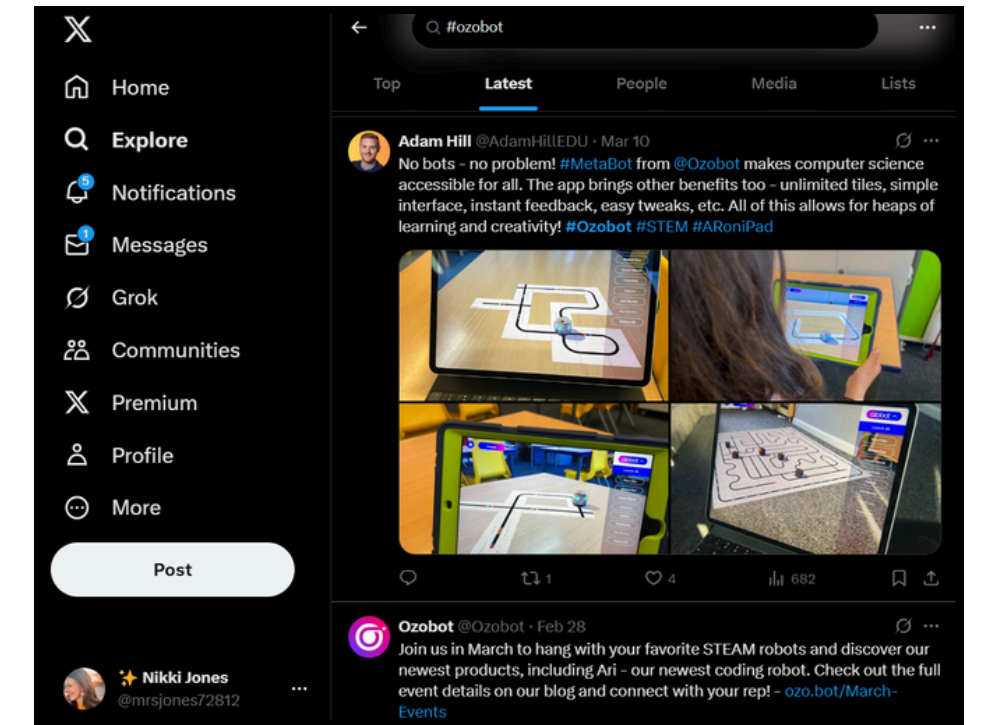 #ozobot
Top
Latest
People
Media
Lists
Home
Explore
5
Notifications
1
Messages
Grok
Communities
Premium
Profile
More
Post
✨ Nikki Jones
@mrsjones72812
Adam Hill @AdamHillEDU · Mar 10
No bots - no problem! #MetaBot from @Ozobot makes computer science
accessible for all. The app brings other benefits too - unlimited tiles, simple
interface, instant feedback, easy tweaks, etc. All of this allows for heaps of
learning and creativity! #Ozobot #STEM #ARoniPad
ozobot
1
4
682
Ozobot @Ozobot · Feb 28
Join us in March to hang with your favorite STEAM robots and discover our
newest products, including Ari - our newest coding robot. Check out the full
event details on our blog and connect with your rep! - ozo.bot/March-
Events